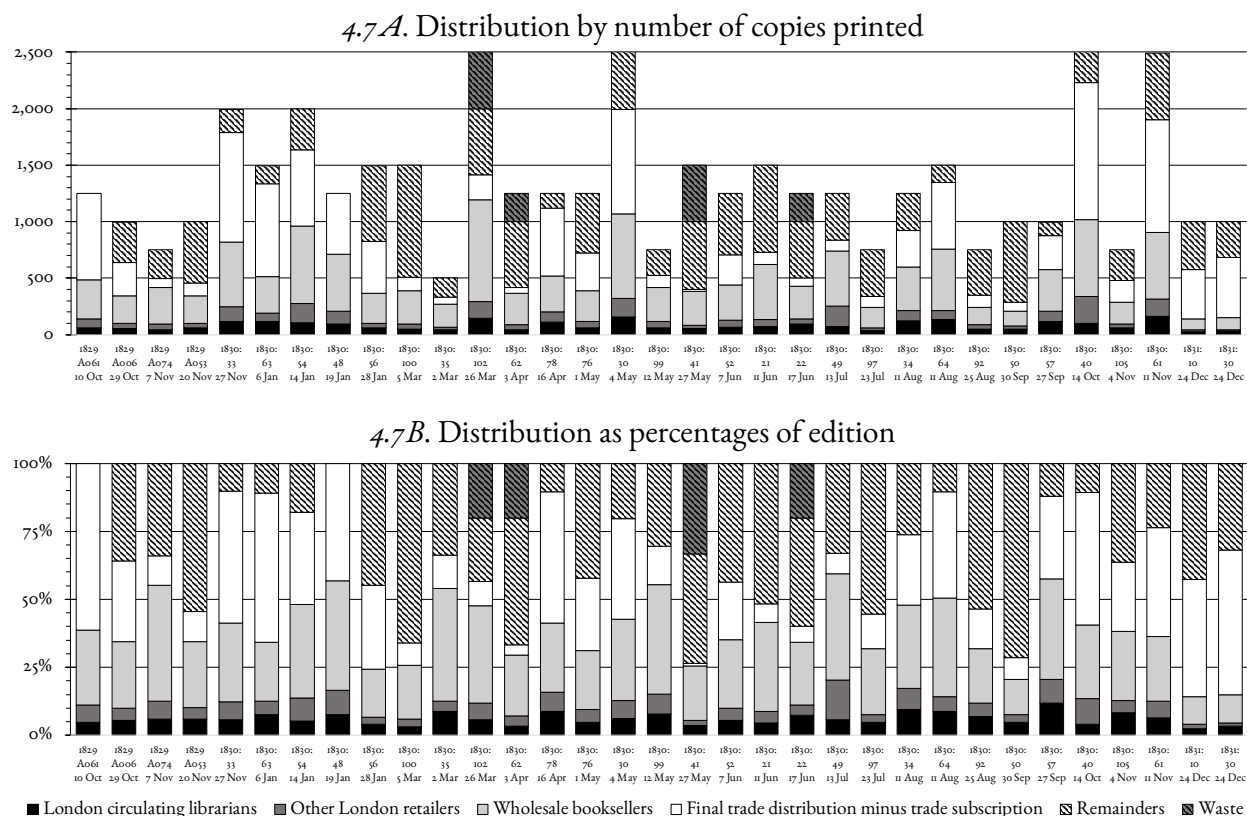 4.7A. Distribution by number of copies printed
2,500
2,000
1,500
1,000
500
0
1829 1829 1829 1829 1830: 1830: 1830: 1830: 1830: 1830: 1830: 1830: 1830: 1830: 1830: 1830: 1830: 1830: 1830: 1830: 1830: 1830: 1830: 1830: 1830: 1830: 1830: 1830: 1830: 1830: 1830: 1831: 1831:
A061 A006 A074 A053 33 63 54 48 56 100 35 102 62 78 76 30 99 41 52 21 22 49 97 34 64 92 50 57 40 105 61 10 30
10 Oct 29 Oct 7 Nov 20 Nov 27 Nov 6 Jan 14 Jan 19 Jan 28 Jan 5 Mar 2 Mar 26 Mar 3 Apr 16 Apr 1 May 4 May 12 May 27 May 7 Jun 11 Jun 17 Jun 13 Jul 23 Jul 11 Aug 11 Aug 25 Aug 30 Sep 27 Sep 14 Oct 4 Nov 11 Nov 24 Dec 24 Dec
4.7B. Distribution as percentages of edition
100%
75%
50%
25%
0%
1829 1829 1829 1829 1830: 1830: 1830: 1830: 1830: 1830: 1830: 1830: 1830: 1830: 1830: 1830: 1830: 1830: 1830: 1830: 1830: 1830: 1830: 1830: 1830: 1830: 1830: 1830: 1830: 1830: 1830: 1831: 1831:
A061 A006 A074 A053 33 63 54 48 56 100 35 102 62 78 76 30 99 41 52 21 22 49 97 34 64 92 50 57 40 105 61 10 30
10 Oct 29 Oct 7 Nov 20 Nov 27 Nov 6 Jan 14 Jan 19 Jan 28 Jan 5 Mar 2 Mar 26 Mar 3 Apr 16 Apr 1 May 4 May 12 May 27 May 7 Jun 11 Jun 17 Jun 13 Jul 23 Jul 11 Aug 11 Aug 25 Aug 30 Sep 27 Sep 14 Oct 4 Nov 11 Nov 24 Dec 24 Dec
London circulating librarians Other London retailers Wholesale booksellers Final trade distribution minus trade subscription Remainders Waste